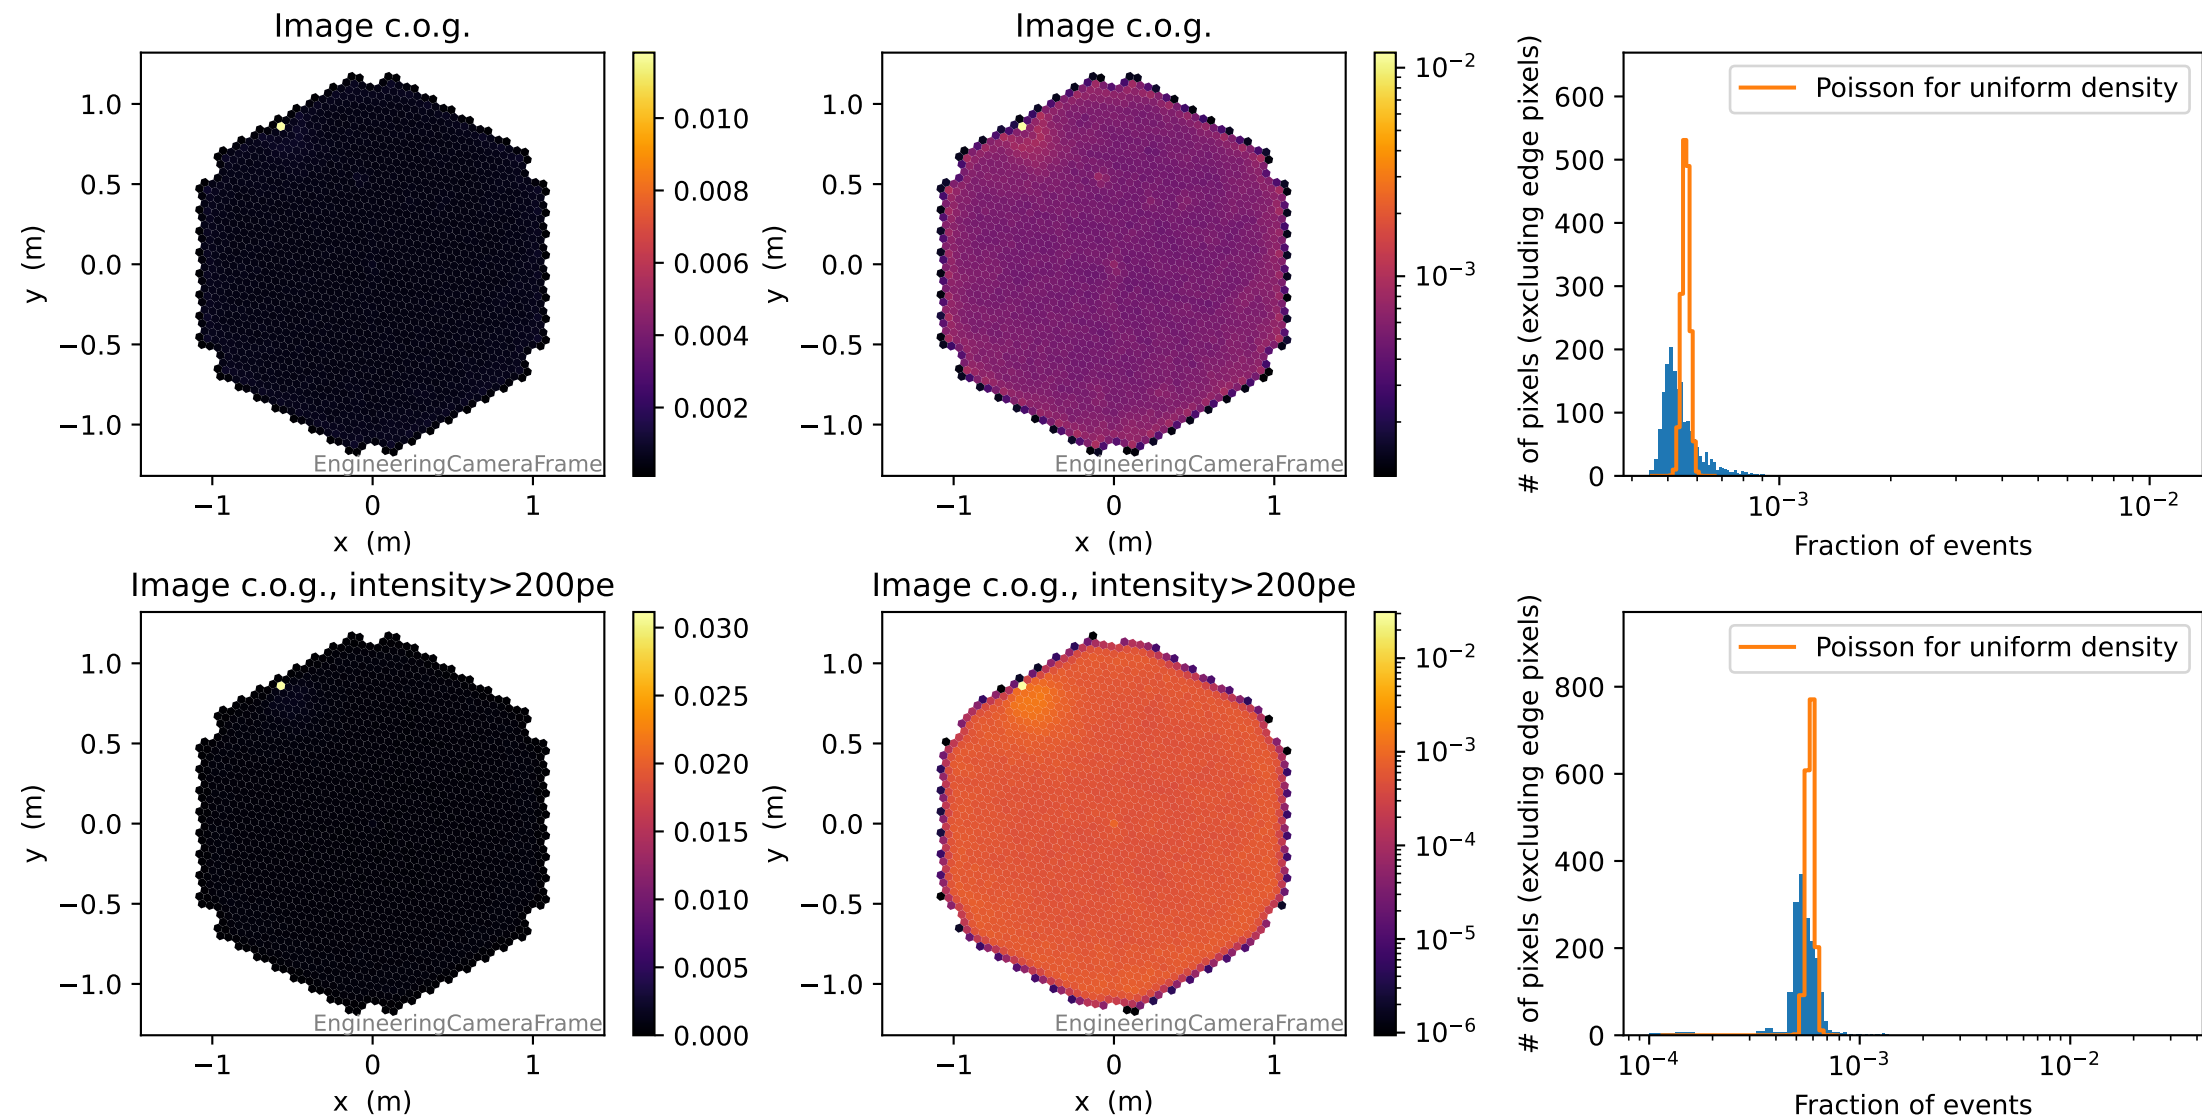 Image c.o.g.
1.0
0.5
0.0
−0.5
−1.0
y (m)
EngineeringCameraFrame
−1 0 1
x (m)
0.010
0.008
0.006
0.004
0.002
Image c.o.g.
1.0
0.5
0.0
−0.5
−1.0
y (m)
EngineeringCameraFrame
−1 0 1
x (m)
10⁻²
10⁻³
Poisson for uniform density
600
500
400
300
200
100
0
# of pixels (excluding edge pixels)
10⁻³ 10⁻²
Fraction of events
Image c.o.g., intensity>200pe
1.0
0.5
0.0
−0.5
−1.0
y (m)
EngineeringCameraFrame
−1 0 1
x (m)
0.030
0.025
0.020
0.015
0.010
0.005
0.000
Image c.o.g., intensity>200pe
1.0
0.5
0.0
−0.5
−1.0
y (m)
EngineeringCameraFrame
−1 0 1
x (m)
10⁻²
10⁻³
10⁻⁴
10⁻⁵
10⁻⁶
Poisson for uniform density
800
600
400
200
0
# of pixels (excluding edge pixels)
10⁻⁴ 10⁻³ 10⁻²
Fraction of events